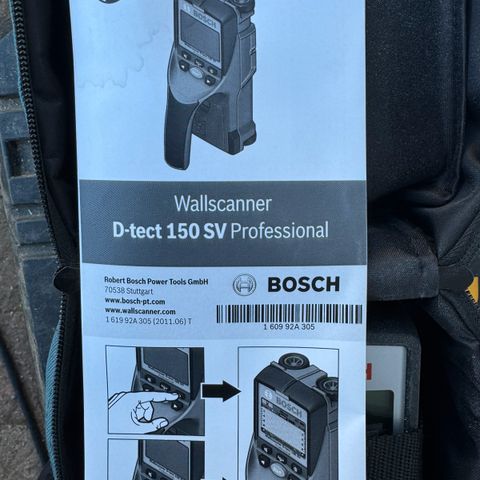 BOSCH
Wallscanner
D-tect 150 SV Professional
Robert Bosch Power Tools GmbH
70538 Stuttgart
www.bosch-pt.com
www.wallscanner.com
1 619 92A 305 (2011.06) T
BOSCH
1 609 92A 305
BOSCH